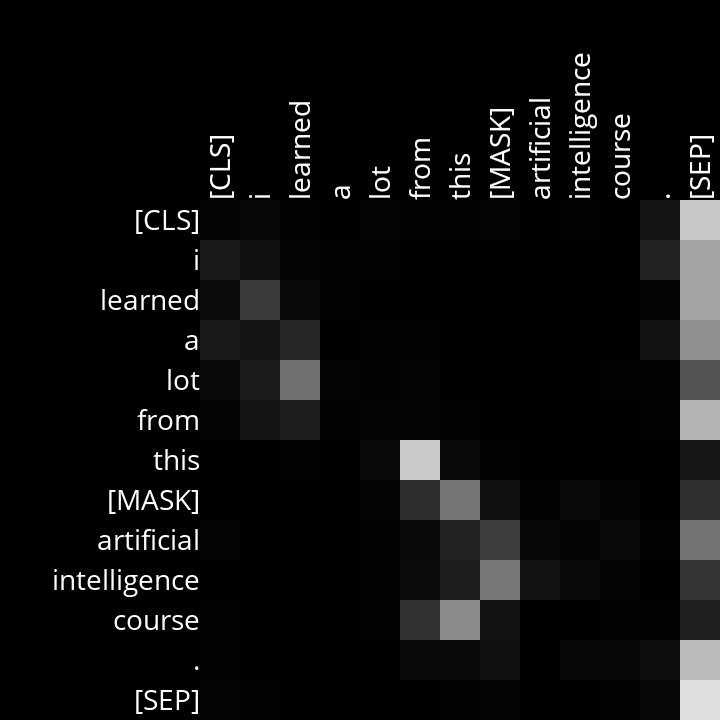 [CLS]
i
learned
a
lot
from
this
[MASK]
artificial
intelligence
course
.
[SEP]
[CLS]
i
learned
a
lot
from
this
[MASK]
artificial
intelligence
course
.
[SEP]